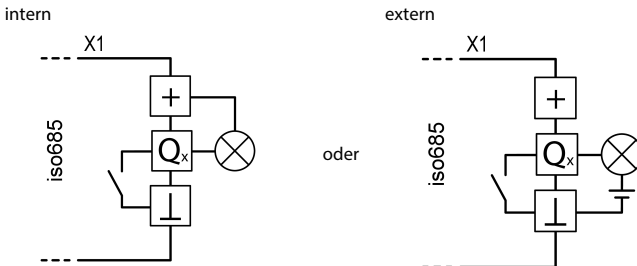 intern
X1
+
iso685
Qx
⊥
oder
extern
X1
+
iso685
Qx
⊥